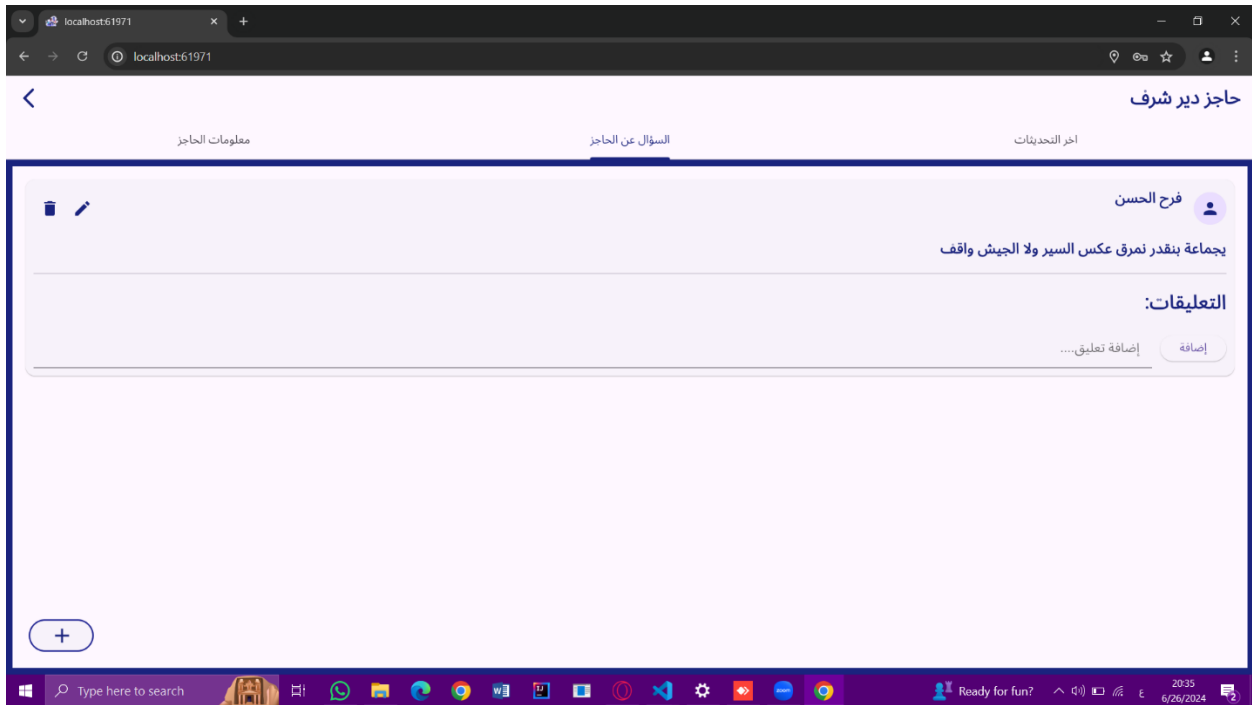 localhost:61971
localhost:61971
حاجز دير شرف
اخر التحديثات
السؤال عن الحاجز
معلومات الحاجز
فرح الحسن
يجماعة بنقدر نمرق عكس السير ولا الجيش واقف
التعليقات:
إضافة
إضافة تعليق....
Type here to search
Ready for fun?
ع
20:35
6/26/2024
2